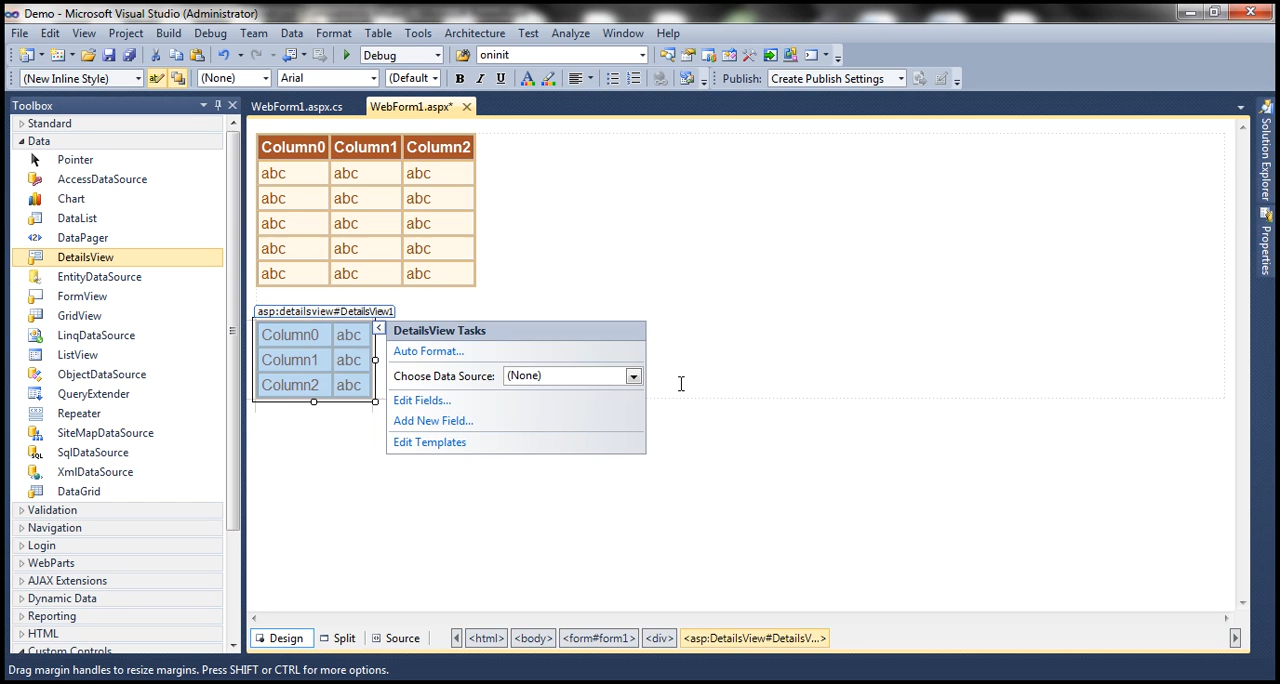 Demo - Microsoft Visual Studio (Administrator)
File Edit View Project Build Debug Team Data Format Table Tools Architecture Test Analyze Window Help
Debug oninit
(New Inline Style) (None) Arial (Default B I U A Publish: Create Publish Settings
Toolbox
WebForm1.aspx.cs WebForm1.aspx*
Standard
Data
Pointer
AccessDataSource
Chart
DataList
DataPager
DetailsView
EntityDataSource
FormView
GridView
LinqDataSource
ListView
ObjectDataSource
QueryExtender
Repeater
SiteMapDataSource
SqlDataSource
XmlDataSource
DataGrid
Validation
Navigation
Login
WebParts
AJAX Extensions
Dynamic Data
Reporting
HTML
Custom Controls
Column0 Column1 Column2
abc abc abc
abc abc abc
abc abc abc
abc abc abc
abc abc abc
asp:detailsview#DetailsView1
Column0 abc
Column1 abc
Column2 abc
DetailsView Tasks
Auto Format...
Choose Data Source: (None)
Edit Fields...
Add New Field...
Edit Templates
Solution Explorer
Properties
Design Split Source <html> <body> <form#form1> <div> <asp:DetailsView#DetailsV...>
Drag margin handles to resize margins. Press SHIFT or CTRL for more options.